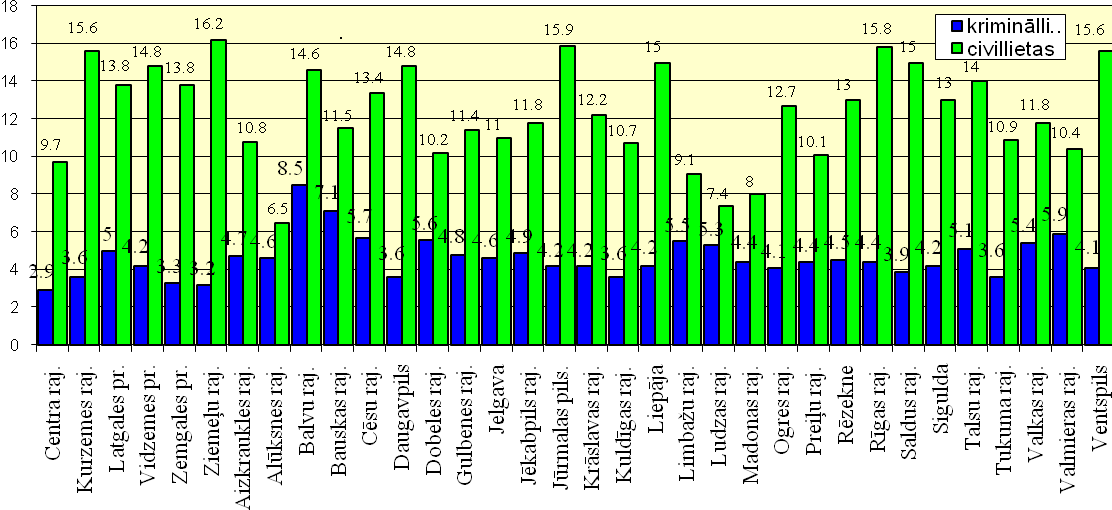 18
16
14
12
10
8
6
4
2
0
kriminālli..
civillietas
9.7
15.6
13.8
14.8
13.8
16.2
10.8
6.5
14.6
11.5
13.4
14.8
10.2
11.4
11
11.8
15.9
12.2
10.7
15
9.1
7.4
8
12.7
10.1
13
15.8
15
13
14
10.9
11.8
10.4
15.6
2.9
3.6
5
4.2
3.3
3.2
4.7
4.6
8.5
7.1
5.7
3.6
5.6
4.8
4.6
4.9
4.2
4.2
3.6
4.2
5.5
5.3
4.4
4.1
4.4
4.5
4.4
3.9
4.2
5.1
3.6
5.4
5.9
4.1
Centra raj.
Kurzemes raj.
Latgales pr.
Vidzemes pr.
Zemgales pr.
Ziemeļu raj.
Aizkraukles raj.
Alūksnes raj.
Balvu raj.
Bauskas raj.
Cēsu raj.
Daugavpils
Dobeles raj.
Gulbenes raj.
Jelgava
Jēkabpils raj.
Jūrmalas pils.
Krāslavas raj.
Kuldīgas raj.
Liepāja
Limbažu raj.
Ludzas raj.
Madonas raj.
Ogres raj.
Preiļu raj.
Rēzekne
Rīgas raj.
Saldus raj.
Sigulda
Talsu raj.
Tukuma raj.
Valkas raj.
Valmieras raj.
Ventspils